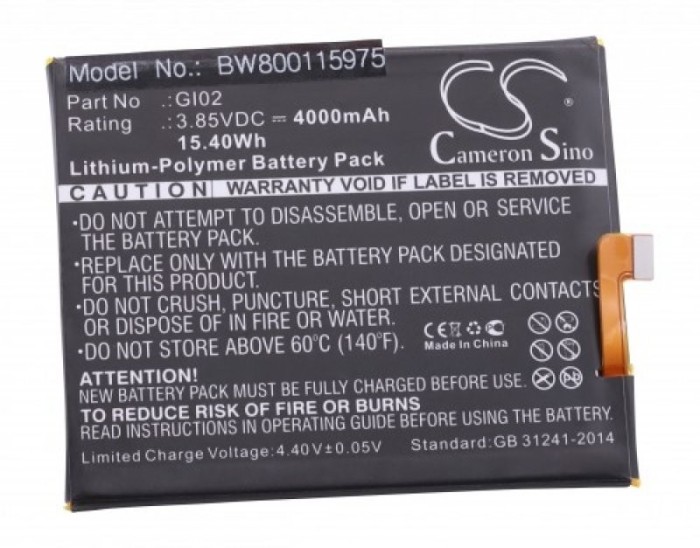 Model No.: BW800115975
Part No .: GI02
Rating .: 3.85VDC ⎓ 4000mAh
15.40Wh
Lithium-Polymer Battery Pack
CS
Cameron Sino
CAUTION WARRANTY VOID IF LABEL IS REMOVED
•DO NOT ATTEMPT TO DISASSEMBLE, OPEN OR SERVICE
THE BATTERY PACK.
•REPLACE ONLY WITH THE BATTERY PACK DESIGNATED
FOR THIS PRODUCT.
•DO NOT CRUSH, PUNCTURE, SHORT EXTERNAL CONTACTS
OR DISPOSE OF IN FIRE OR WATER.
•DO NOT STORE ABOVE 60°C (140°F).
CE
Made In China
Pb
ATTENTION!
NEW BATTERY PACK MUST BE FULLY CHARGED BEFORE USE.
TO REDUCE RISK OF FIRE OR BURNS
READ INSTRUCTIONS IN OPERATING GUIDE BEFORE USE.
Limited Charge Voltage: 4.40V±0.05V
Standard: GB 31241-2014